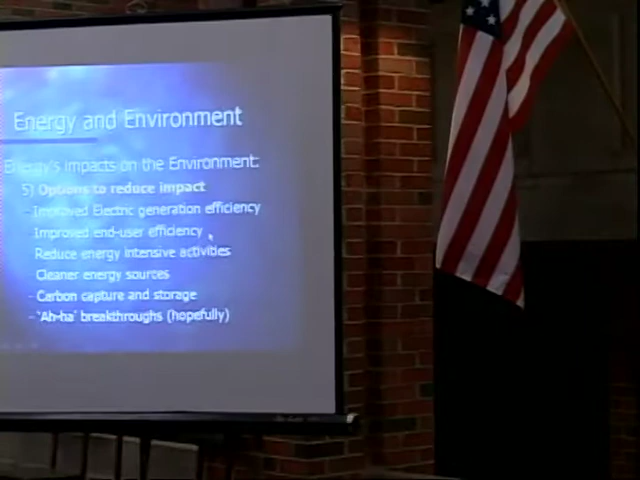 Energy and Environment
Energy's impacts on the Environment:
5) Options to reduce impact
- Improved Electric generation efficiency
Improved end-user efficiency
Reduce energy intensive activities
Cleaner energy sources
- Carbon capture and storage
- 'Ah-ha' breakthroughs (hopefully)